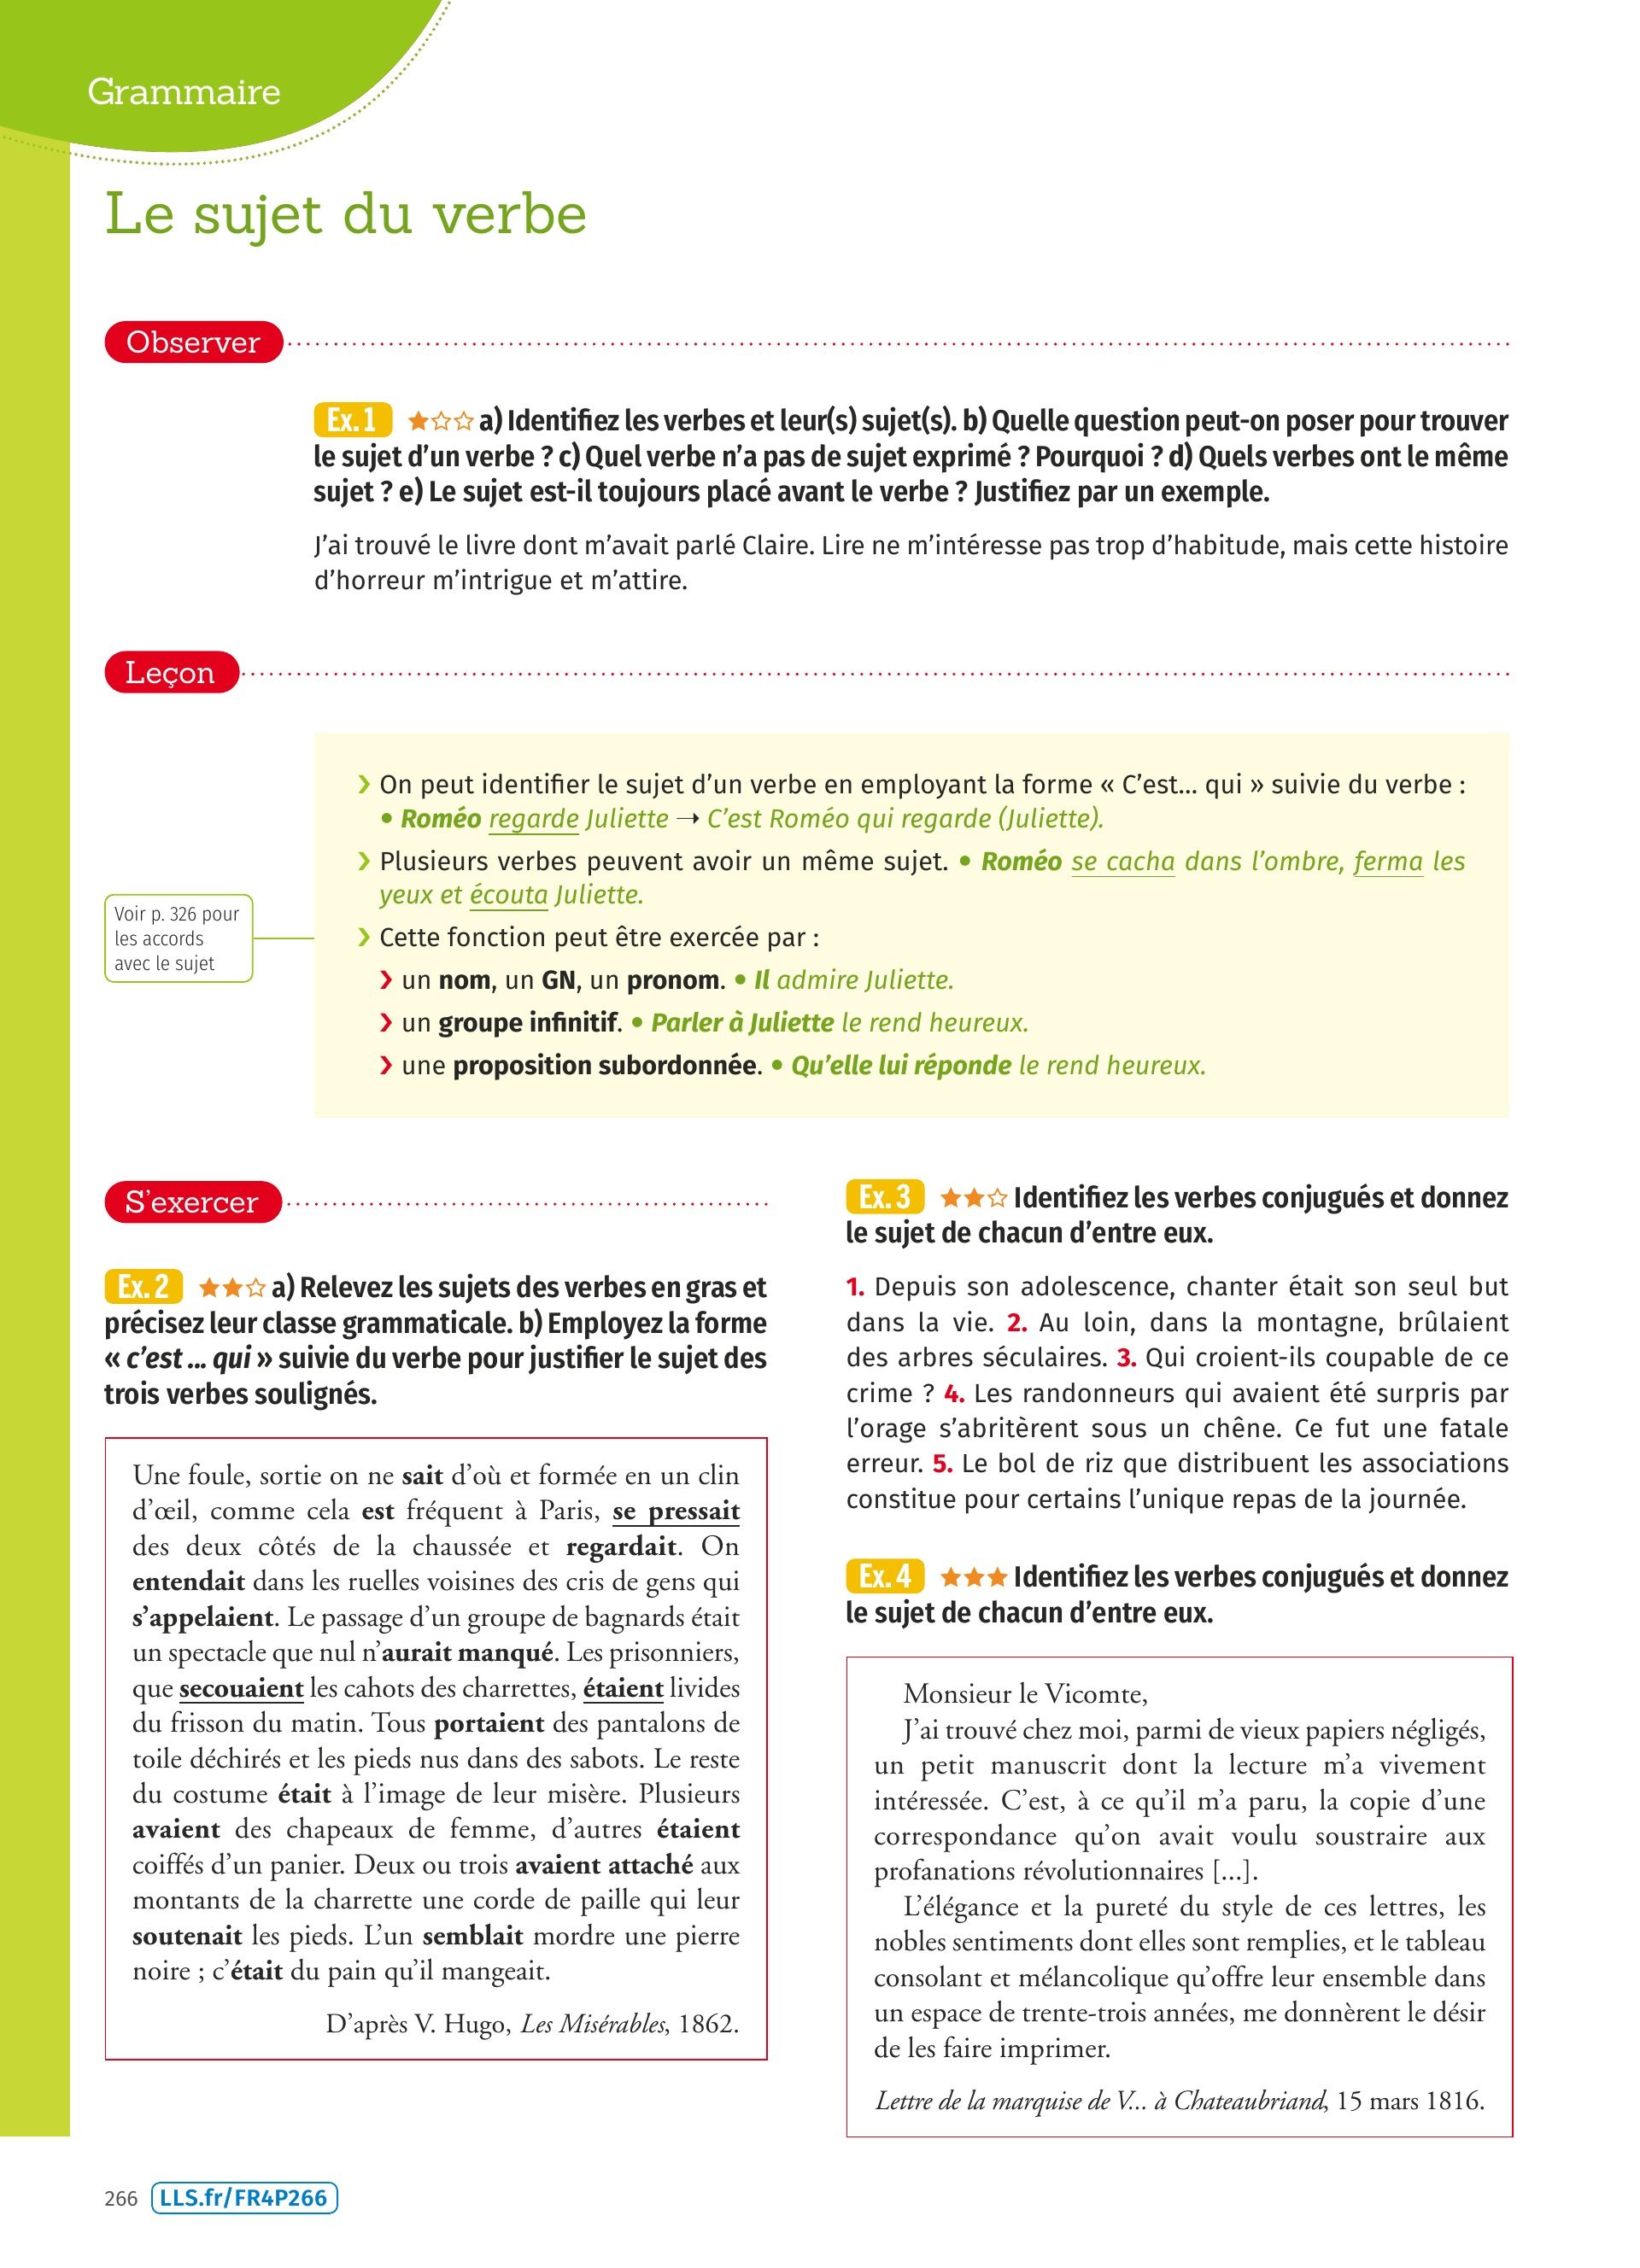 Grammaire
Le sujet du verbe
Observer
Ex. 1 ★☆☆ a) Identifiez les verbes et leur(s) sujet(s). b) Quelle question peut-on poser pour trouver
le sujet d’un verbe ? c) Quel verbe n’a pas de sujet exprimé ? Pourquoi ? d) Quels verbes ont le même
sujet ? e) Le sujet est-il toujours placé avant le verbe ? Justifiez par un exemple.
J’ai trouvé le livre dont m’avait parlé Claire. Lire ne m’intéresse pas trop d’habitude, mais cette histoire
d’horreur m’intrigue et m’attire.
Leçon
› On peut identifier le sujet d’un verbe en employant la forme « C’est... qui » suivie du verbe :
• Roméo regarde Juliette → C’est Roméo qui regarde (Juliette).
› Plusieurs verbes peuvent avoir un même sujet. • Roméo se cacha dans l’ombre, ferma les
yeux et écouta Juliette.
› Cette fonction peut être exercée par :
› un nom, un GN, un pronom. • Il admire Juliette.
› un groupe infinitif. • Parler à Juliette le rend heureux.
› une proposition subordonnée. • Qu’elle lui réponde le rend heureux.
Voir p. 326 pour
les accords
avec le sujet
S’exercer
Ex. 2 ★★☆ a) Relevez les sujets des verbes en gras et
précisez leur classe grammaticale. b) Employez la forme
« c’est ... qui » suivie du verbe pour justifier le sujet des
trois verbes soulignés.
Une foule, sortie on ne sait d’où et formée en un clin
d’œil, comme cela est fréquent à Paris, se pressait
des deux côtés de la chaussée et regardait. On
entendait dans les ruelles voisines des cris de gens qui
s’appelaient. Le passage d’un groupe de bagnards était
un spectacle que nul n’aurait manqué. Les prisonniers,
que secouaient les cahots des charrettes, étaient livides
du frisson du matin. Tous portaient des pantalons de
toile déchirés et les pieds nus dans des sabots. Le reste
du costume était à l’image de leur misère. Plusieurs
avaient des chapeaux de femme, d’autres étaient
coiffés d’un panier. Deux ou trois avaient attaché aux
montants de la charrette une corde de paille qui leur
soutenait les pieds. L’un semblait mordre une pierre
noire ; c’était du pain qu’il mangeait.
D’après V. Hugo, Les Misérables, 1862.
Ex. 3 ★★☆ Identifiez les verbes conjugués et donnez
le sujet de chacun d’entre eux.
1. Depuis son adolescence, chanter était son seul but
dans la vie. 2. Au loin, dans la montagne, brûlaient
des arbres séculaires. 3. Qui croient-ils coupable de ce
crime ? 4. Les randonneurs qui avaient été surpris par
l’orage s’abritèrent sous un chêne. Ce fut une fatale
erreur. 5. Le bol de riz que distribuent les associations
constitue pour certains l’unique repas de la journée.
Ex. 4 ★★★ Identifiez les verbes conjugués et donnez
le sujet de chacun d’entre eux.
Monsieur le Vicomte,
J’ai trouvé chez moi, parmi de vieux papiers négligés,
un petit manuscrit dont la lecture m’a vivement
intéressée. C’est, à ce qu’il m’a paru, la copie d’une
correspondance qu’on avait voulu soustraire aux
profanations révolutionnaires [...].
L’élégance et la pureté du style de ces lettres, les
nobles sentiments dont elles sont remplies, et le tableau
consolant et mélancolique qu’offre leur ensemble dans
un espace de trente-trois années, me donnèrent le désir
de les faire imprimer.
Lettre de la marquise de V... à Chateaubriand, 15 mars 1816.
266 LLS.fr/FR4P266